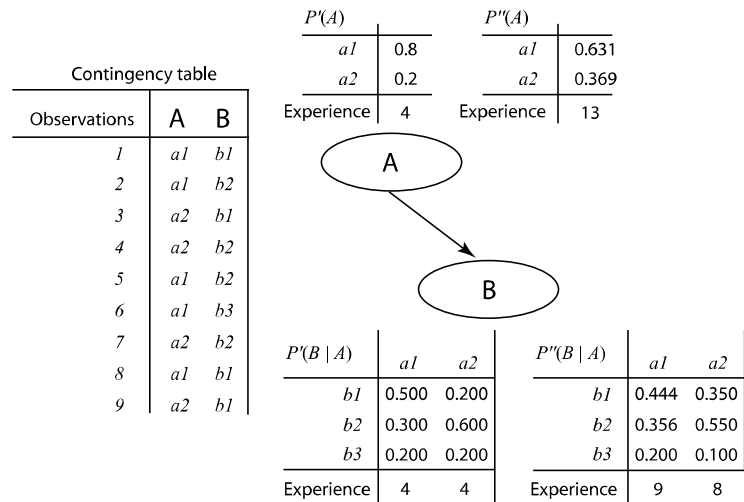 P'(A)
a1 0.8
a2 0.2
Experience 4
P''(A)
a1 0.631
a2 0.369
Experience 13
Contingency table
Observations A B
1 a1 b1
2 a1 b2
3 a2 b1
4 a2 b2
5 a1 b2
6 a1 b3
7 a2 b2
8 a1 b1
9 a2 b1
A
B
P'(B | A) a1 a2
b1 0.500 0.200
b2 0.300 0.600
b3 0.200 0.200
Experience 4 4
P''(B | A) a1 a2
b1 0.444 0.350
b2 0.356 0.550
b3 0.200 0.100
Experience 9 8